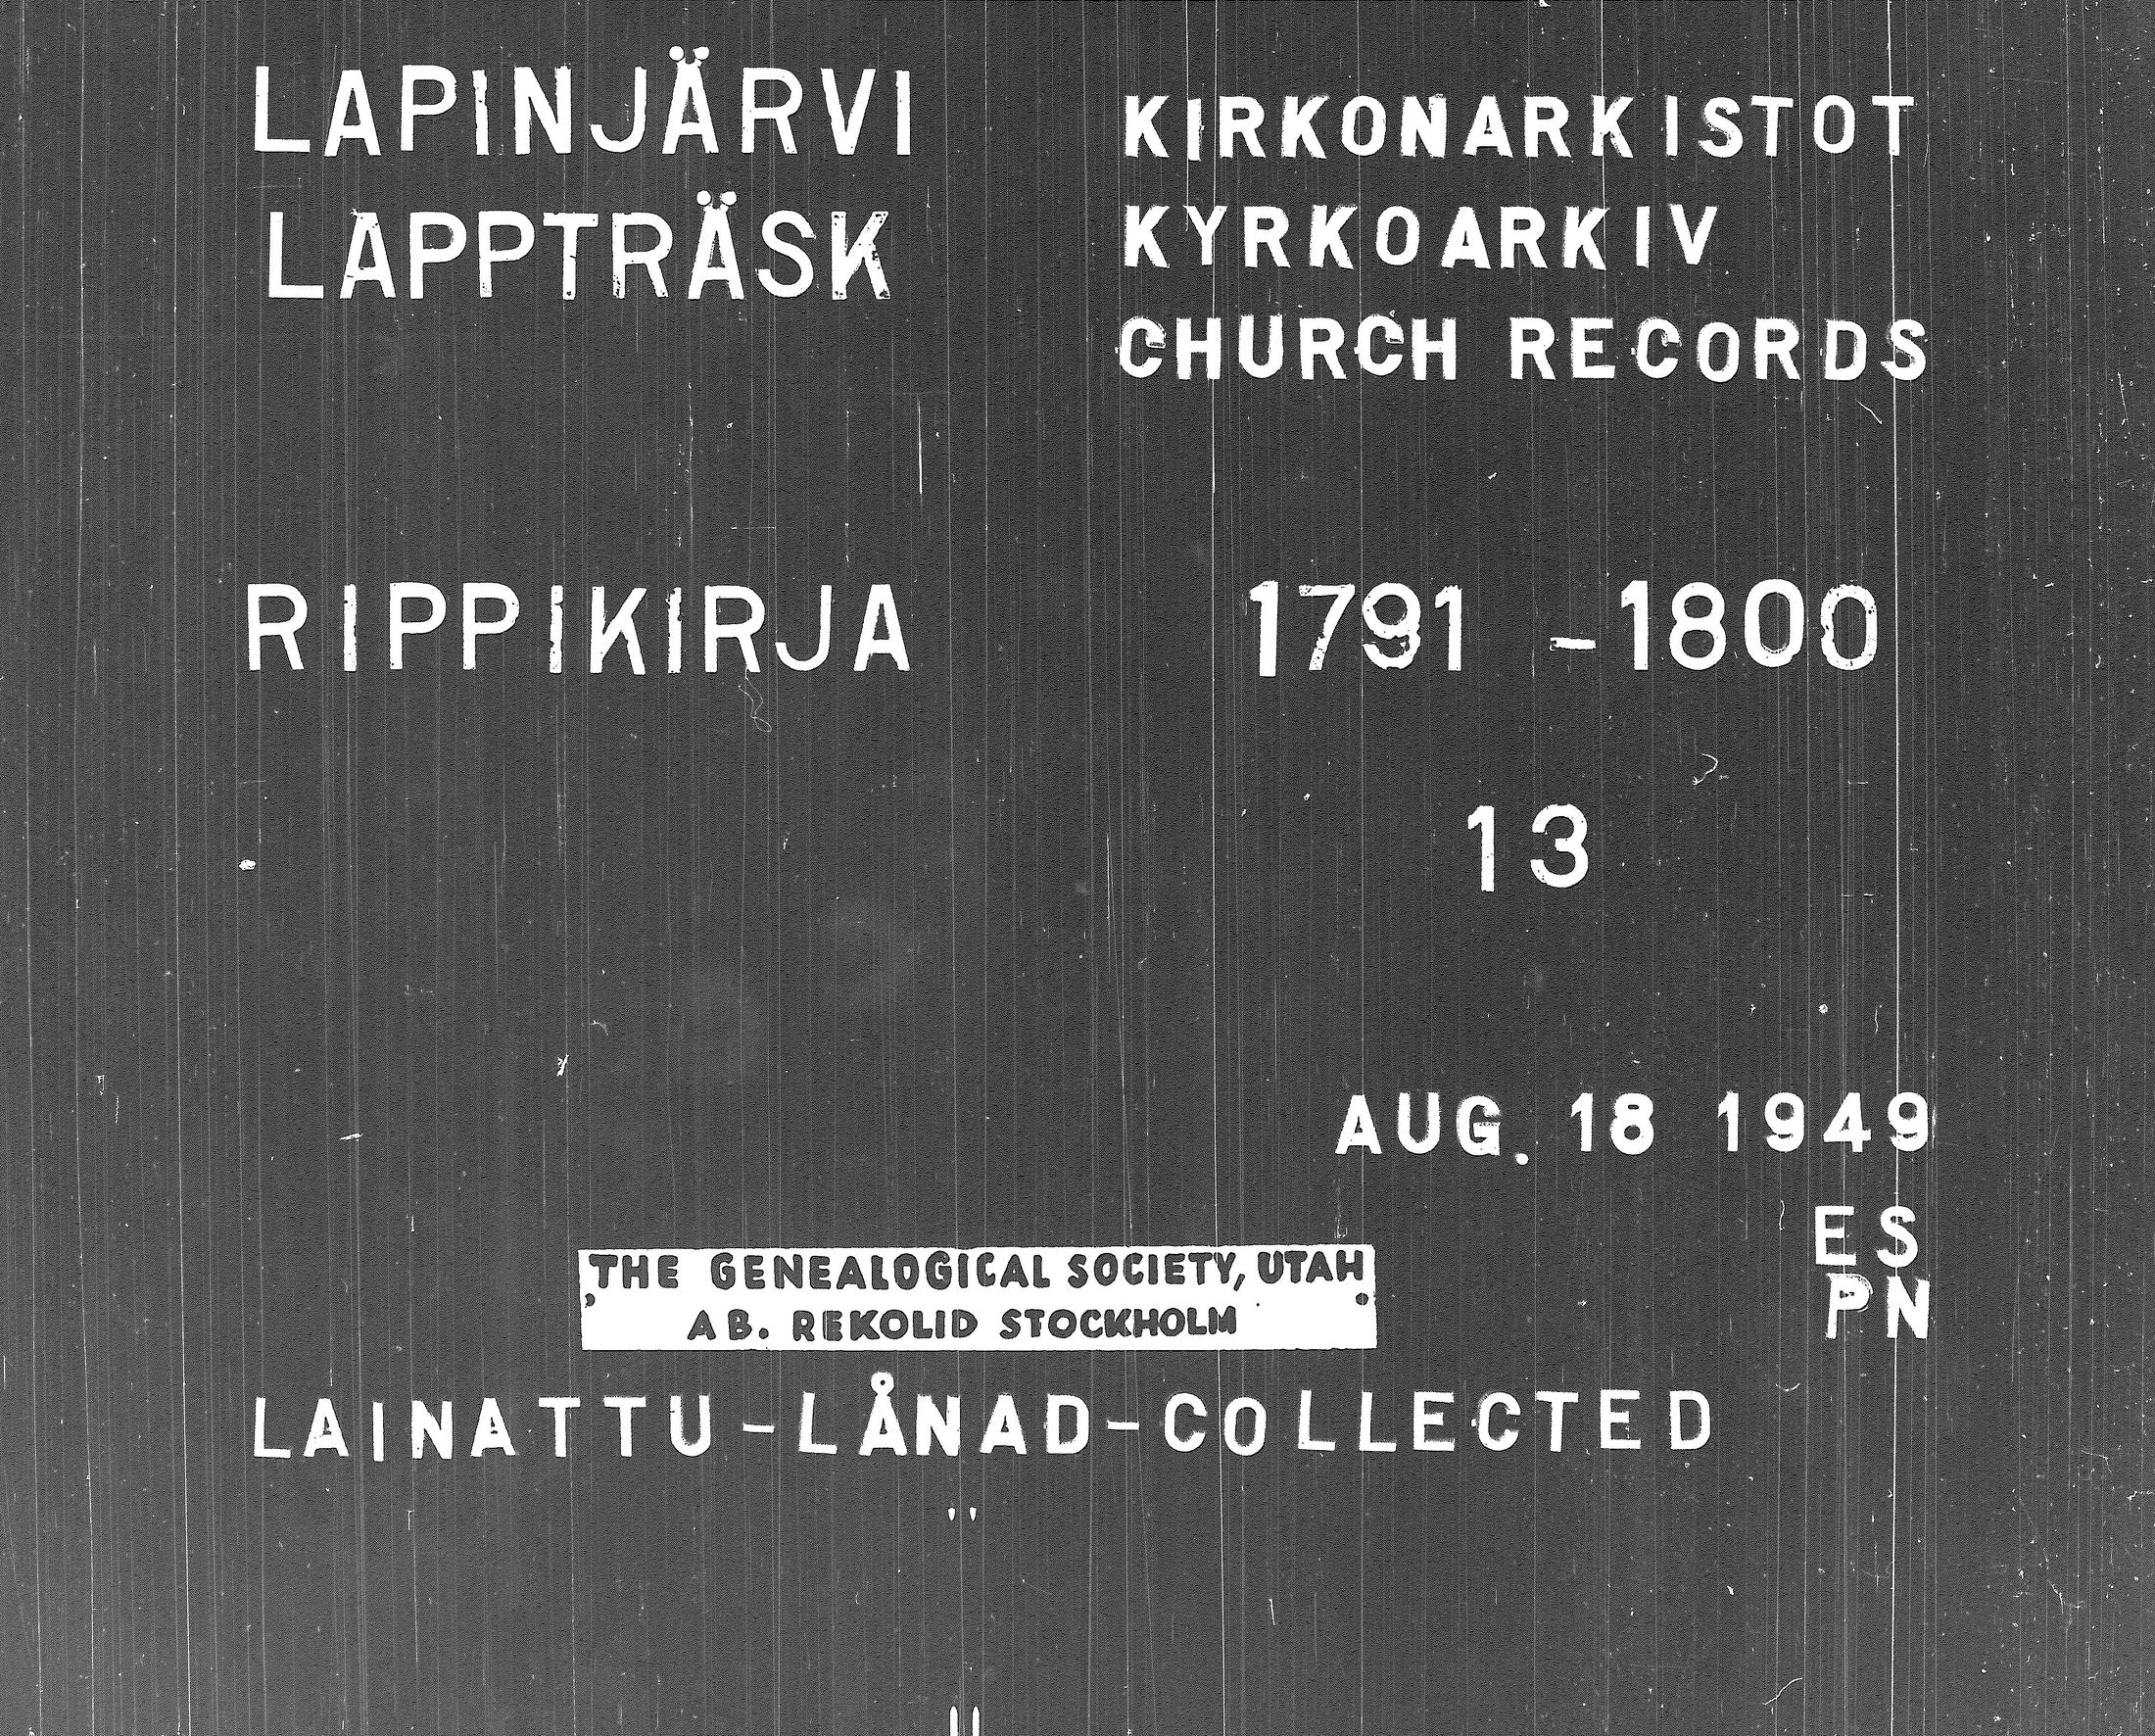 LAPINJÄRVI
LAPPTRÄSK
KIRKONARKISTOT
KYRKOARKIV
CHURCH RECORDS
RIPPIKIRJA
1791 - 1800
13
AUG. 18 1949
ES
PN
THE GENEALOGICAL SOCIETY, UTAH
AB. REKOLID STOCKHOLM
LAINATTU-LÅNAD-COLLECTED